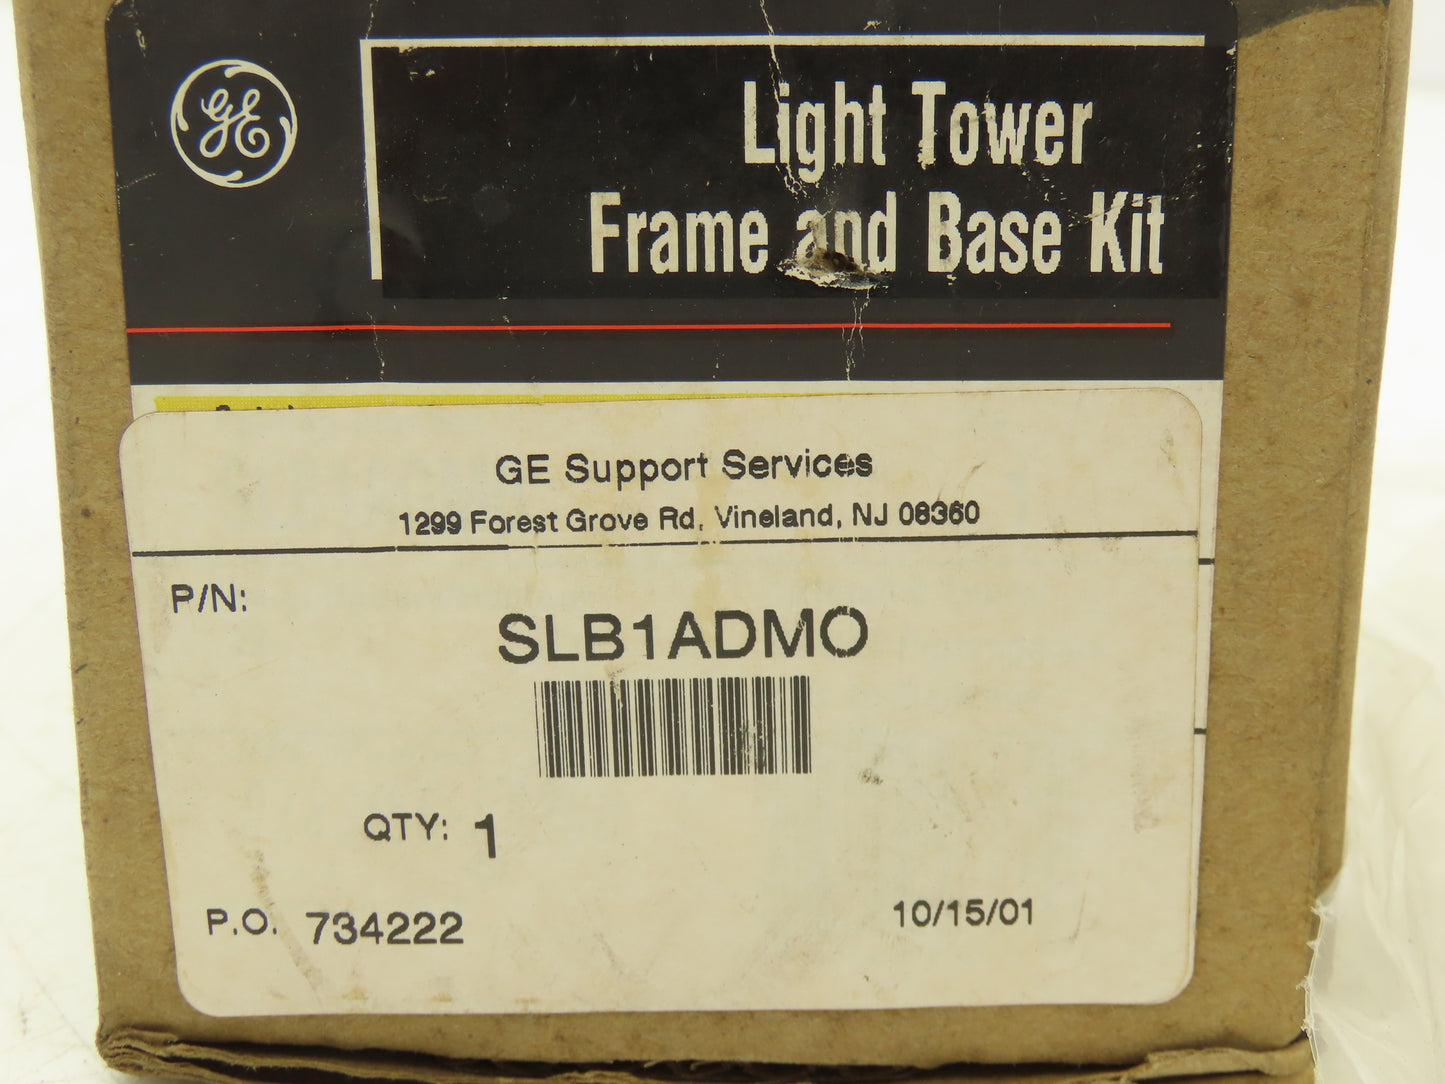 GE
Light Tower
Frame and Base Kit
GE Support Services
1299 Forest Grove Rd, Vineland, NJ 08360
P/N:
SLB1ADMO
QTY: 1
P.O. 734222
10/15/01